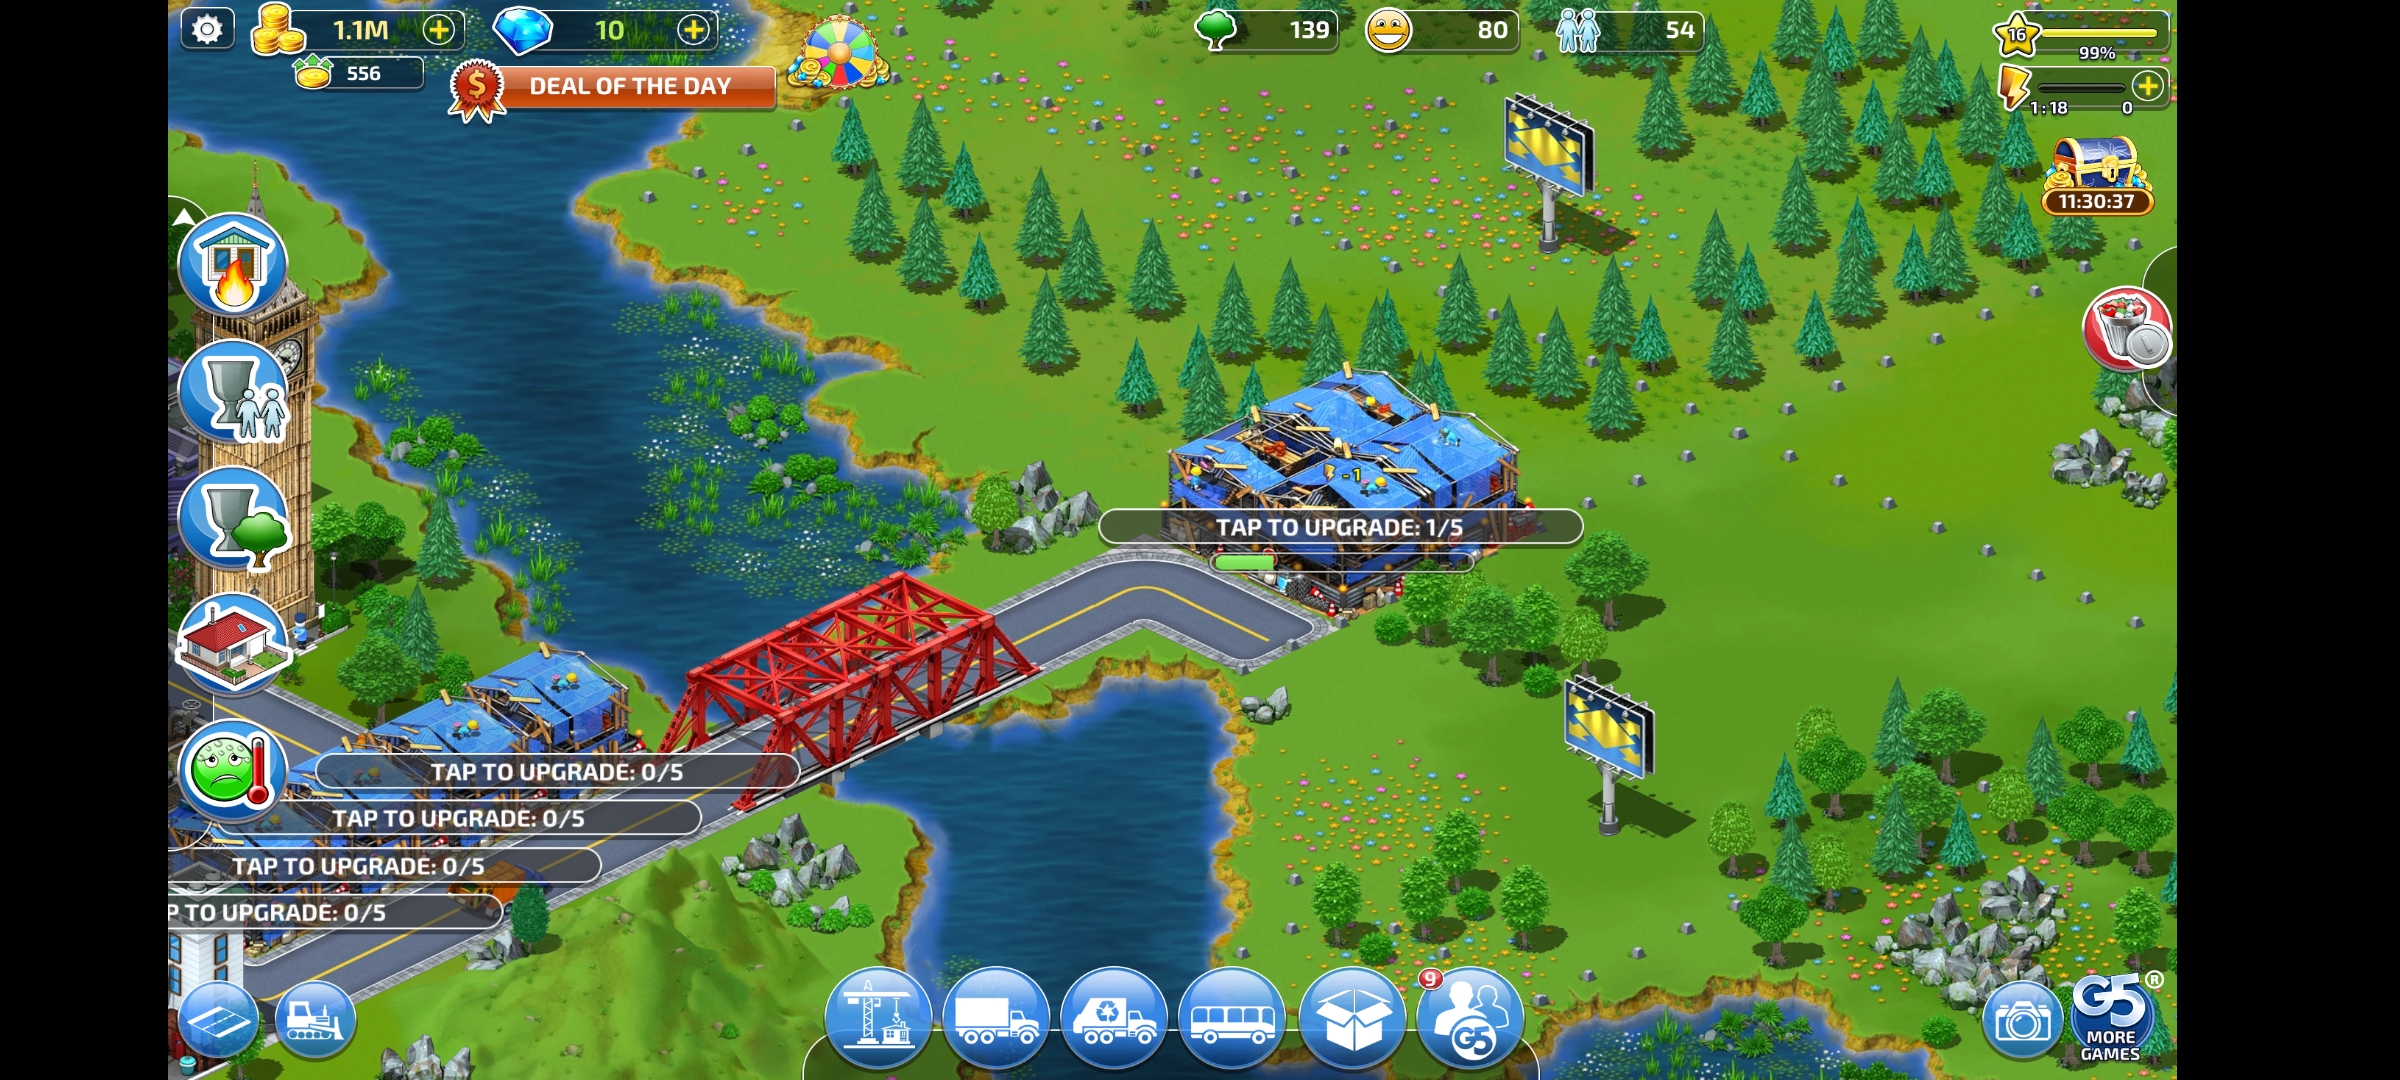 1.1M
10
139
80
54
16
99%
556
DEAL OF THE DAY
1:18
0
11:30:37
-1
TAP TO UPGRADE: 1/5
TAP TO UPGRADE: 0/5
TAP TO UPGRADE: 0/5
TAP TO UPGRADE: 0/5
P TO UPGRADE: 0/5
9
G5
G5®
MORE
GAMES